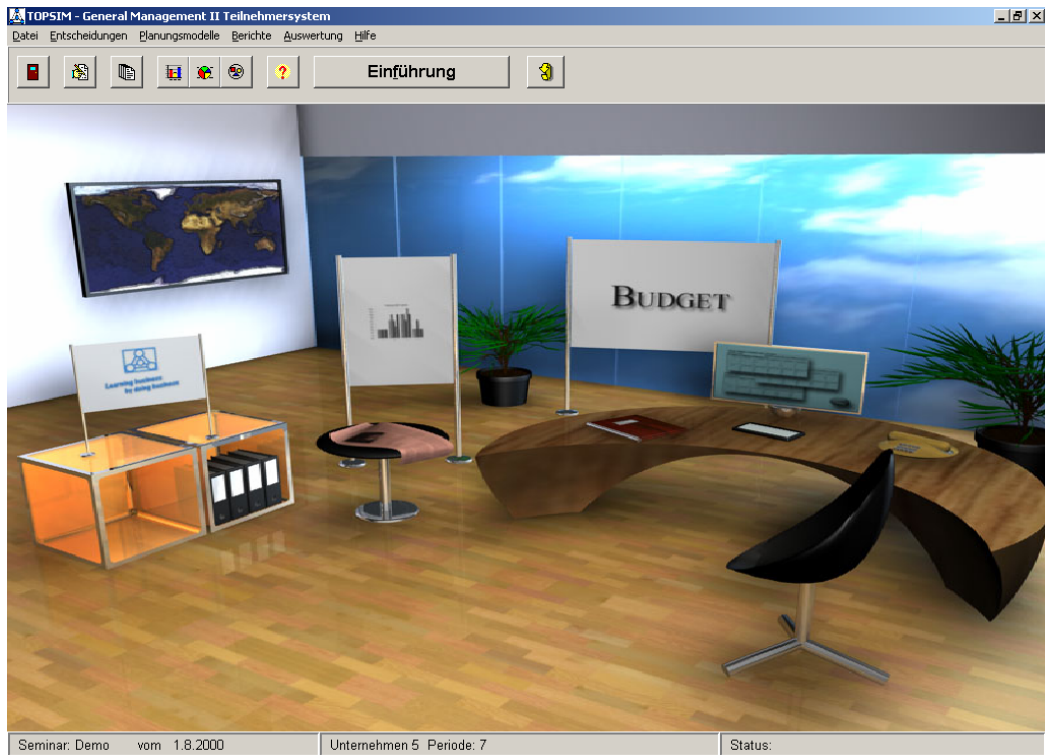 TOPSIM - General Management II Teilnehmersystem
Datei Entscheidungen Planungsmodelle Berichte Auswertung Hilfe
?
Einführung
BUDGET
Learning business
by doing business
Seminar: Demo vom 1.8.2000 Unternehmen 5 Periode: 7 Status: